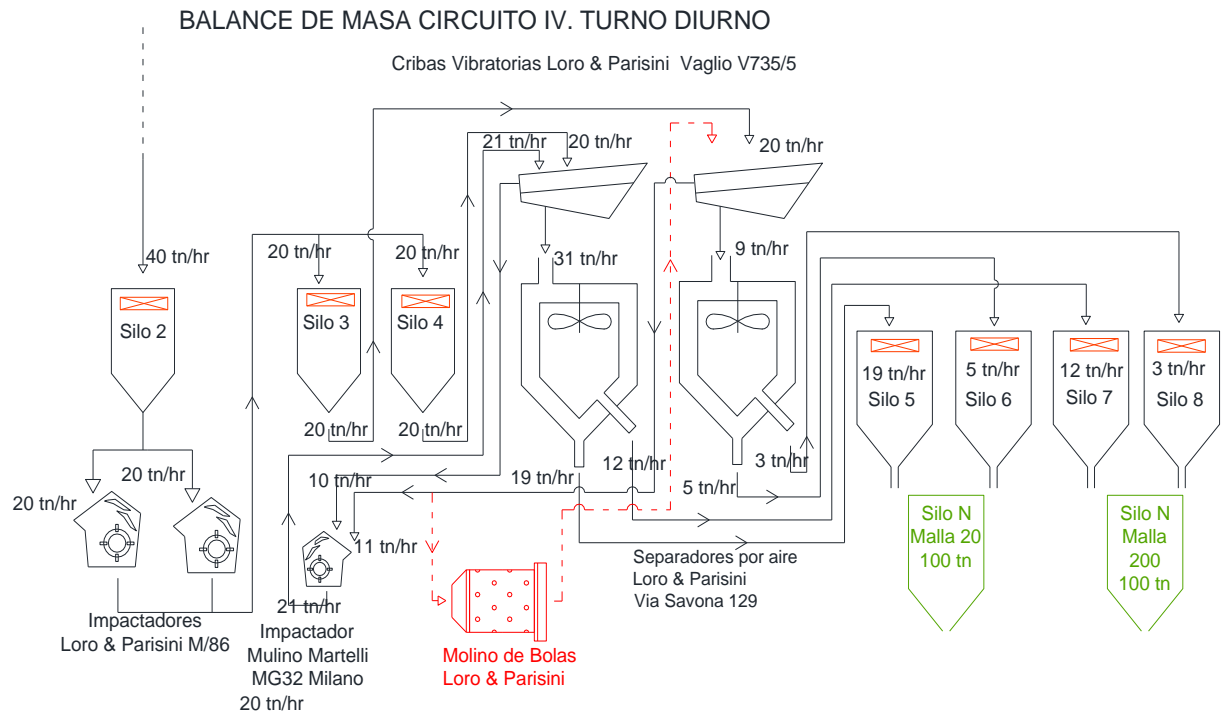 BALANCE DE MASA CIRCUITO IV. TURNO DIURNO
Cribas Vibratorias Loro & Parisini Vaglio V735/5
21 tn/hr
20 tn/hr
20 tn/hr
40 tn/hr
20 tn/hr
20 tn/hr
31 tn/hr
9 tn/hr
Silo 2
Silo 3
Silo 4
19 tn/hr
Silo 5
5 tn/hr
Silo 6
12 tn/hr
Silo 7
3 tn/hr
Silo 8
20 tn/hr
20 tn/hr
20 tn/hr
20 tn/hr
10 tn/hr
19 tn/hr
12 tn/hr
5 tn/hr
3 tn/hr
11 tn/hr
21 tn/hr
Impactadores
Loro & Parisini M/86
Impactador
Mulino Martelli
MG32 Milano
20 tn/hr
Molino de Bolas
Loro & Parisini
Separadores por aire
Loro & Parisini
Via Savona 129
Silo N
Malla 20
100 tn
Silo N
Malla
200
100 tn